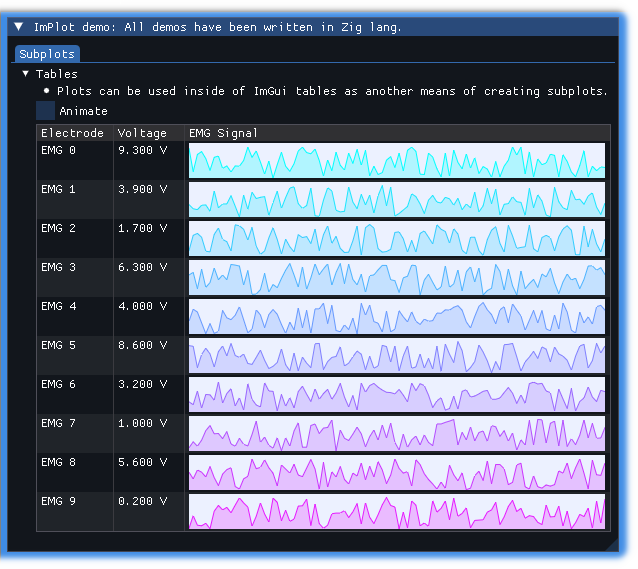 ImPlot demo: All demos have been written in Zig lang.
Subplots
Tables
Plots can be used inside of ImGui tables as another means of creating subplots.
Animate
Electrode Voltage EMG Signal
EMG 0 9.300 V
EMG 1 3.900 V
EMG 2 1.700 V
EMG 3 6.300 V
EMG 4 4.000 V
EMG 5 8.600 V
EMG 6 3.200 V
EMG 7 1.000 V
EMG 8 5.600 V
EMG 9 0.200 V